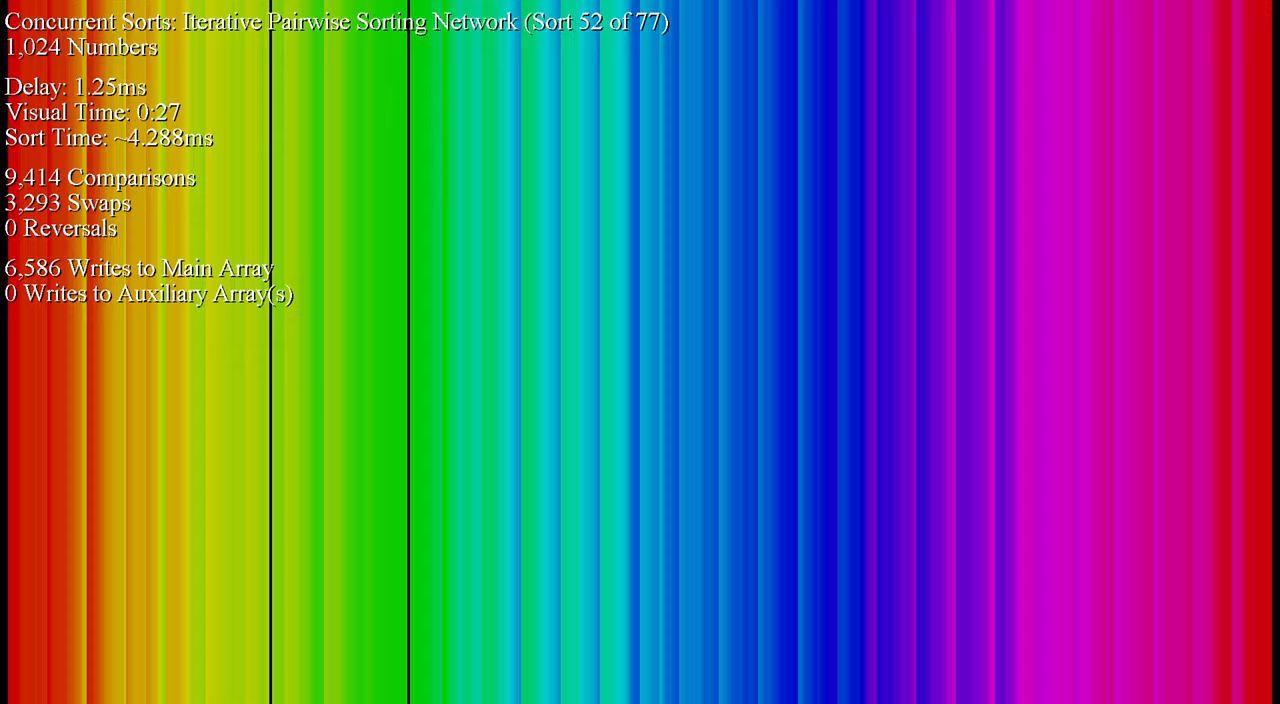 Concurrent Sorts: Iterative Pairwise Sorting Network (Sort 52 of 77)
1,024 Numbers
Delay: 1.25ms
Visual Time: 0:27
Sort Time: ~4.288ms
9,414 Comparisons
3,293 Swaps
0 Reversals
6,586 Writes to Main Array
0 Writes to Auxiliary Array(s)